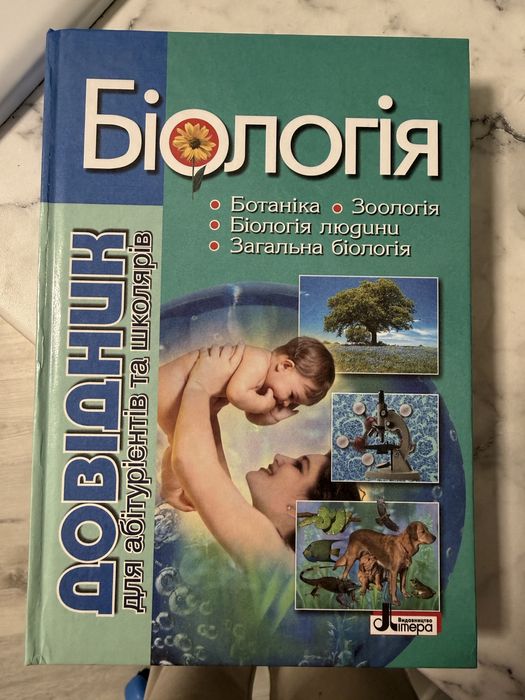 Біологія
• Ботаніка • Зоологія
• Біологія людини
• Загальна біологія
ДОВІДНИК
для абітурієнтів та школярів
Видавництво
Літера